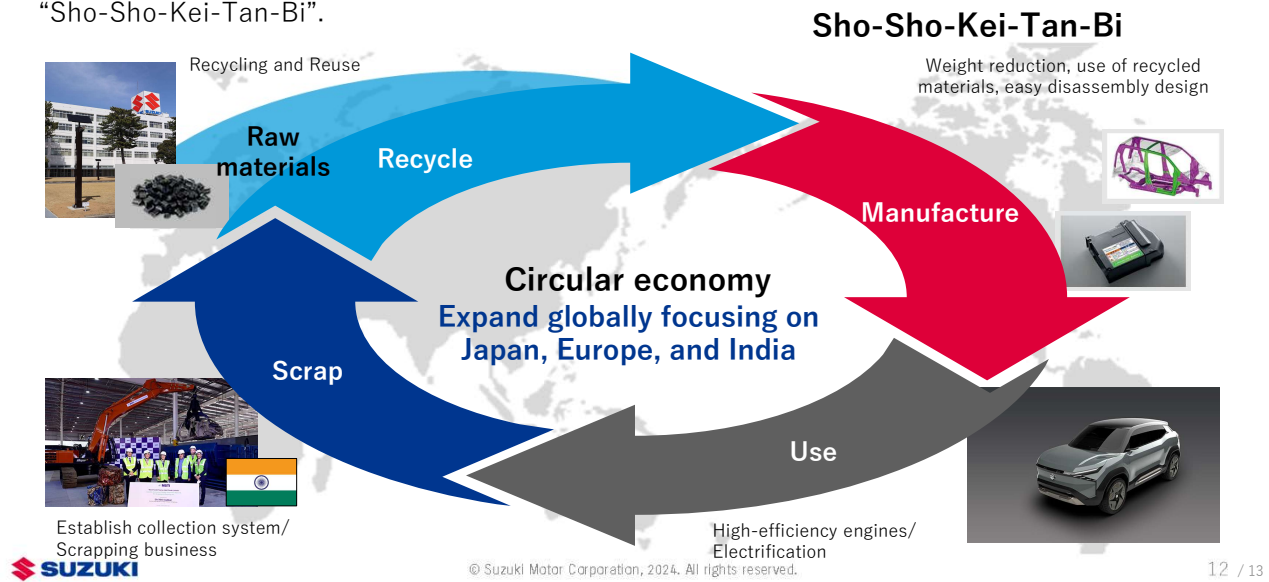 “Sho-Sho-Kei-Tan-Bi”.
Sho-Sho-Kei-Tan-Bi
Recycling and Reuse
Weight reduction, use of recycled
materials, easy disassembly design
Raw
materials
Recycle
Manufacture
Circular economy
Expand globally focusing on
Japan, Europe, and India
Scrap
Use
Establish collection system/
Scrapping business
High-efficiency engines/
Electrification
SUZUKI
© Suzuki Motor Corporation, 2024. All rights reserved.
12 / 13